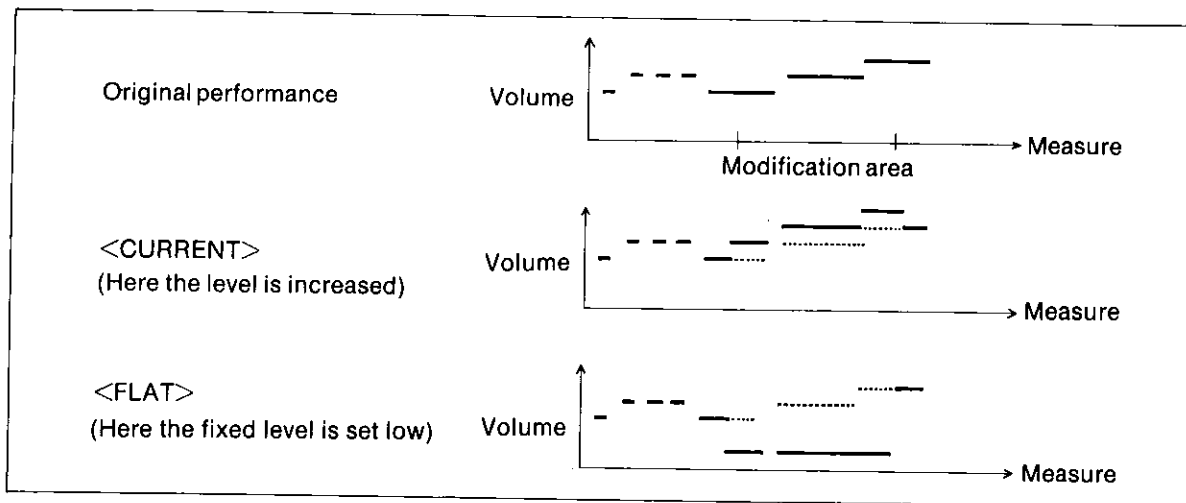 Original performance
Volume
Measure
Modification area
<CURRENT>
(Here the level is increased)
Volume
Measure
<FLAT>
(Here the fixed level is set low)
Volume
Measure